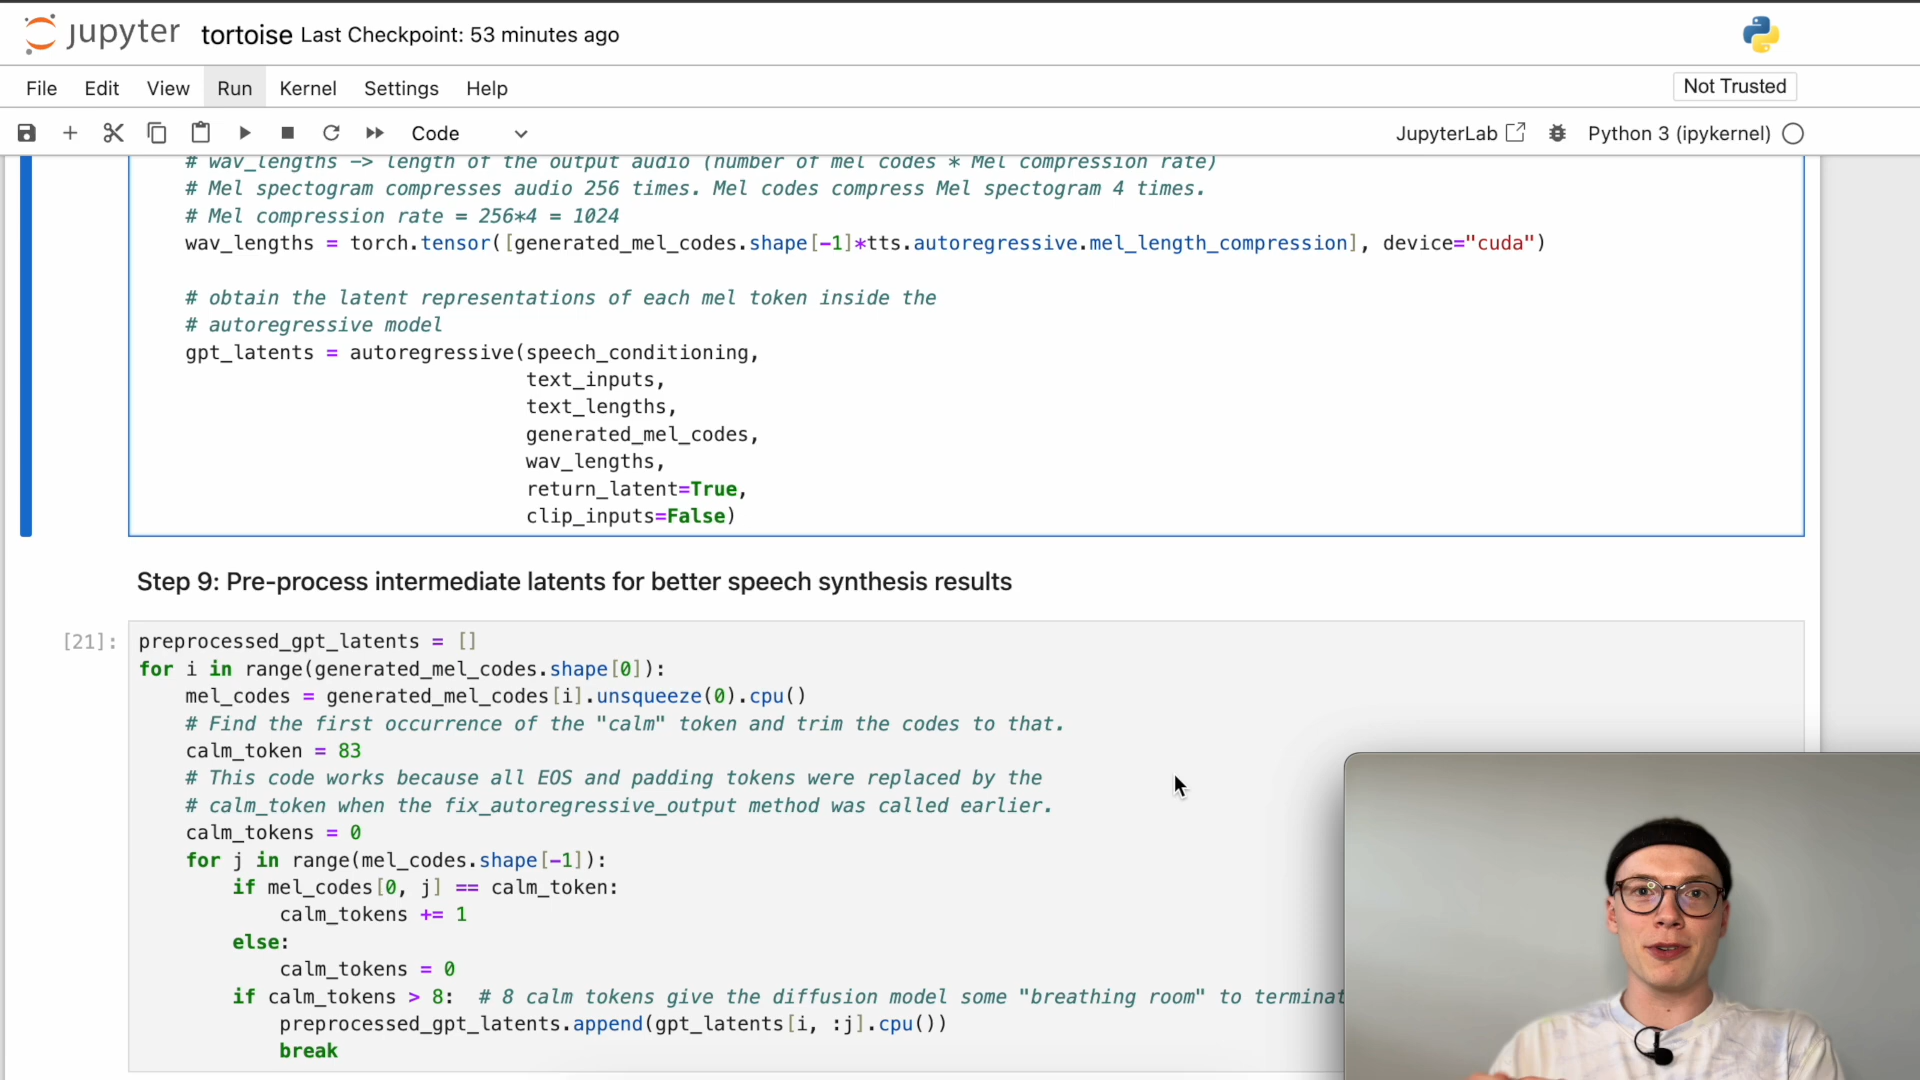 jupyter tortoise Last Checkpoint: 53 minutes ago
File Edit View Run Kernel Settings Help Not Trusted
Code JupyterLab Python 3 (ipykernel)
# wav_lengths -> length of the output audio (number of mel codes * Mel compression rate)
# Mel spectogram compresses audio 256 times. Mel codes compress Mel spectogram 4 times.
# Mel compression rate = 256*4 = 1024
wav_lengths = torch.tensor([generated_mel_codes.shape[-1]*tts.autoregressive.mel_length_compression], device="cuda")
# obtain the latent representations of each mel token inside the
# autoregressive model
gpt_latents = autoregressive(speech_conditioning,
text_inputs,
text_lengths,
generated_mel_codes,
wav_lengths,
return_latent=True,
clip_inputs=False)
Step 9: Pre-process intermediate latents for better speech synthesis results
[21]: preprocessed_gpt_latents = []
for i in range(generated_mel_codes.shape[0]):
mel_codes = generated_mel_codes[i].unsqueeze(0).cpu()
# Find the first occurrence of the "calm" token and trim the codes to that.
calm_token = 83
# This code works because all EOS and padding tokens were replaced by the
# calm_token when the fix_autoregressive_output method was called earlier.
calm_tokens = 0
for j in range(mel_codes.shape[-1]):
if mel_codes[0, j] == calm_token:
calm_tokens += 1
else:
calm_tokens = 0
if calm_tokens > 8: # 8 calm tokens give the diffusion model some "breathing room" to terminat
preprocessed_gpt_latents.append(gpt_latents[i, :j].cpu())
break